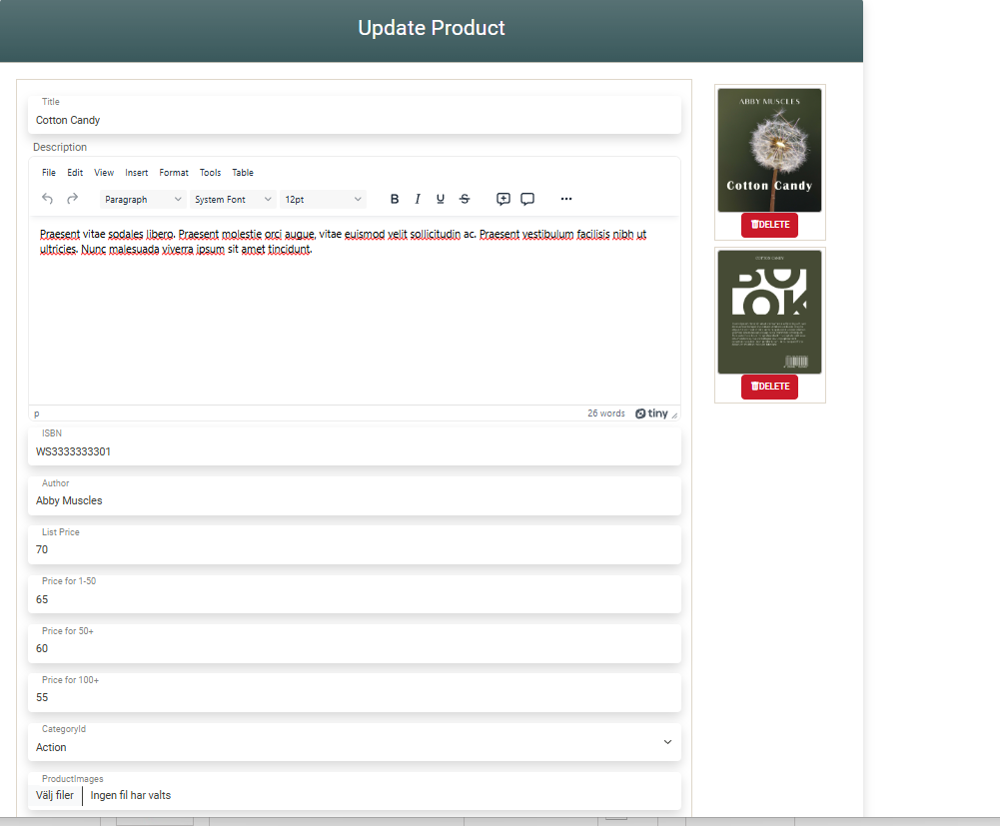 Update Product
Title
Cotton Candy
Description
File Edit View Insert Format Tools Table
Paragraph System Font 12pt B I U S ...
Praesent vitae sodales libero. Praesent molestie orci augue, vitae euismod velit sollicitudin ac. Praesent vestibulum facilisis nibh ut
ultricies. Nunc malesuada viverra ipsum sit amet tincidunt.
p 26 words tiny
ISBN
WS3333333301
Author
Abby Muscles
List Price
70
Price for 1-50
65
Price for 50+
60
Price for 100+
55
CategoryId
Action
ProductImages
Välj filer Ingen fil har valts
ABBY MUSCLES
Cotton Candy
DELETE
COTTON CANDY
BOOK
DELETE